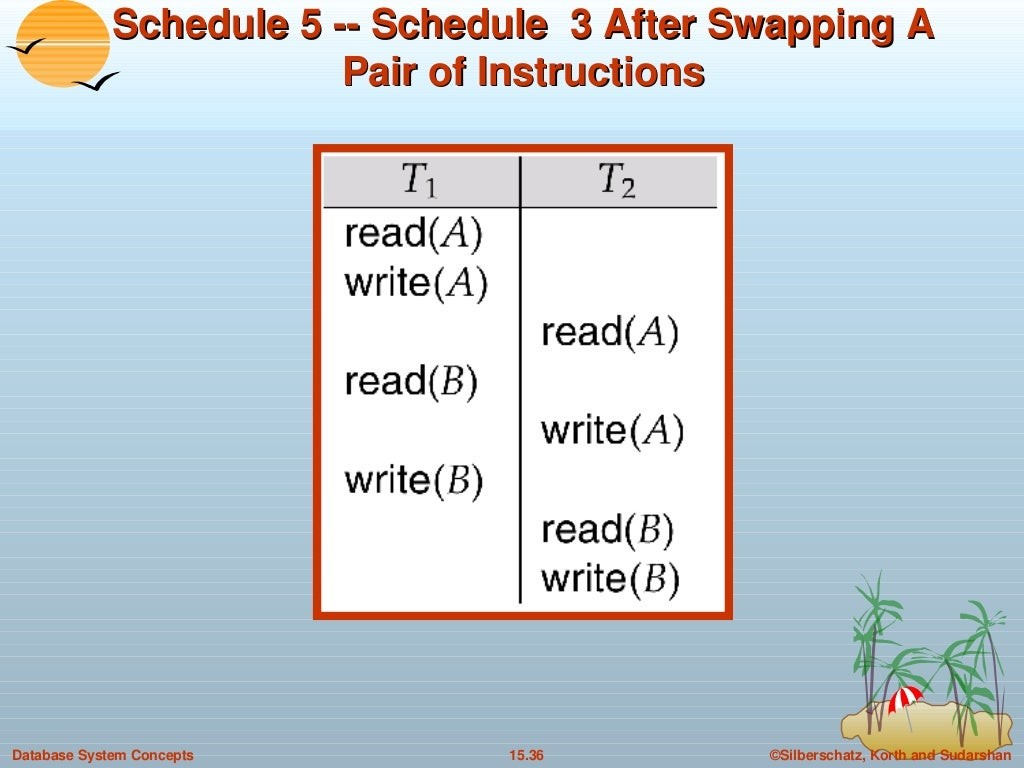 Schedule 5 -- Schedule  3 After Swapping A
Pair of Instructions
T1 T2
read(A)
write(A)
read(A)
read(B)
write(A)
write(B)
read(B)
write(B)
Database System Concepts 15.36 ©Silberschatz, Korth and Sudarshan